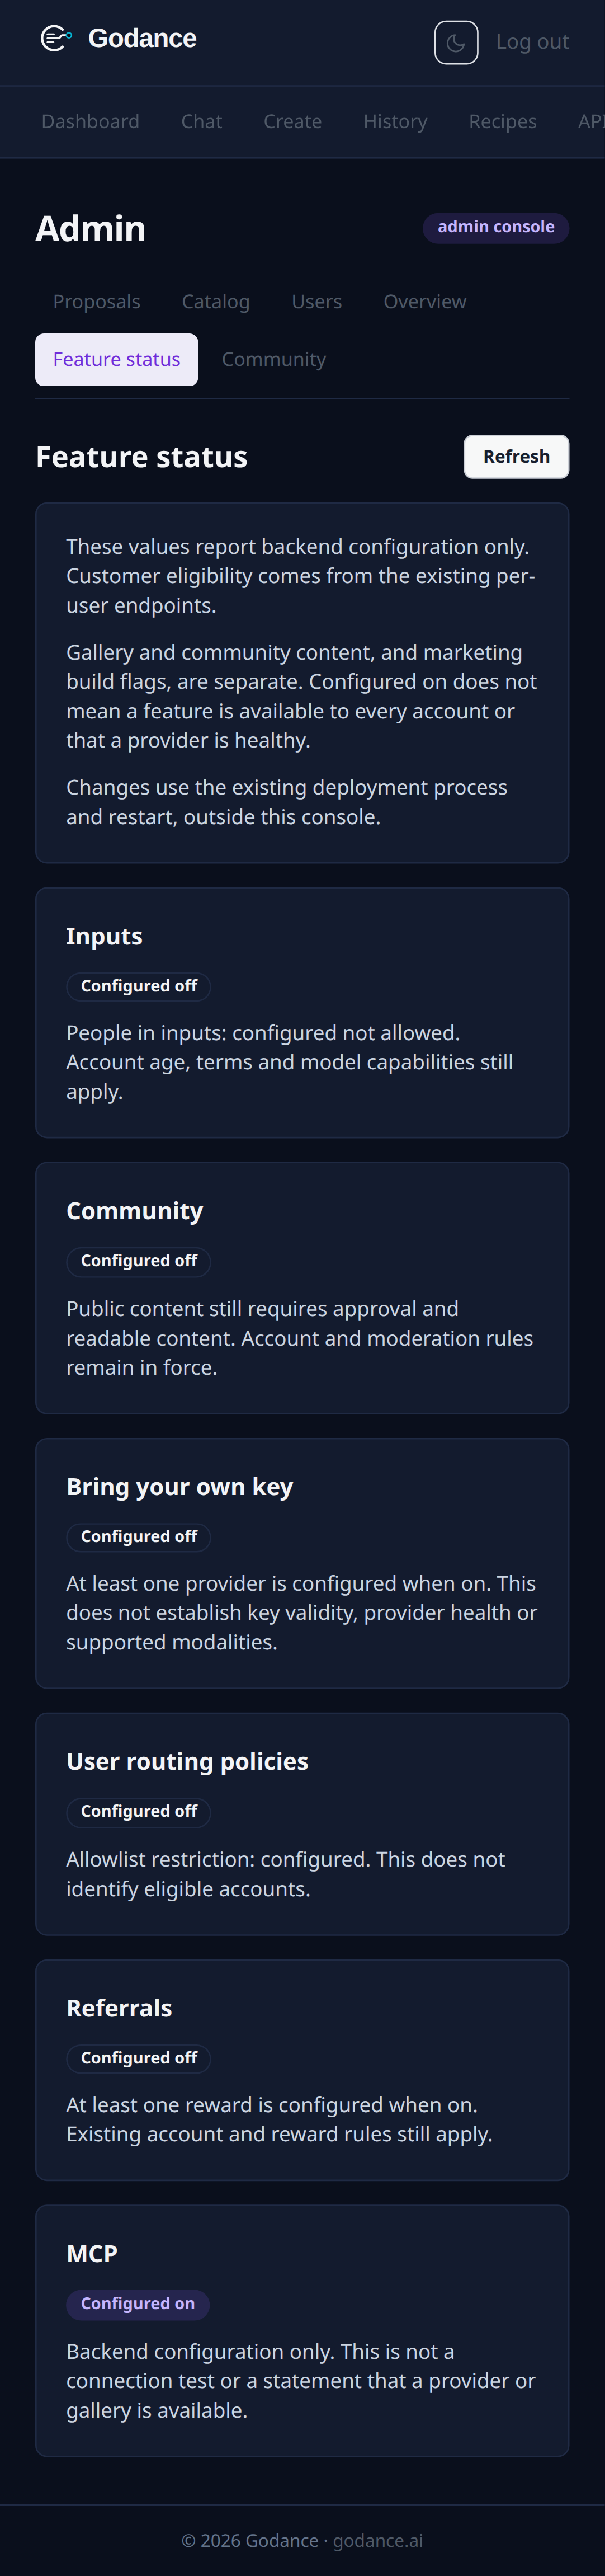 Godance
Log out
Dashboard Chat Create History Recipes API
Admin
admin console
Proposals Catalog Users Overview
Feature status Community
Feature status
Refresh
These values report backend configuration only.
Customer eligibility comes from the existing per-
user endpoints.
Gallery and community content, and marketing
build flags, are separate. Configured on does not
mean a feature is available to every account or
that a provider is healthy.
Changes use the existing deployment process
and restart, outside this console.
Inputs
Configured off
People in inputs: configured not allowed.
Account age, terms and model capabilities still
apply.
Community
Configured off
Public content still requires approval and
readable content. Account and moderation rules
remain in force.
Bring your own key
Configured off
At least one provider is configured when on. This
does not establish key validity, provider health or
supported modalities.
User routing policies
Configured off
Allowlist restriction: configured. This does not
identify eligible accounts.
Referrals
Configured off
At least one reward is configured when on.
Existing account and reward rules still apply.
MCP
Configured on
Backend configuration only. This is not a
connection test or a statement that a provider or
gallery is available.
© 2026 Godance · godance.ai